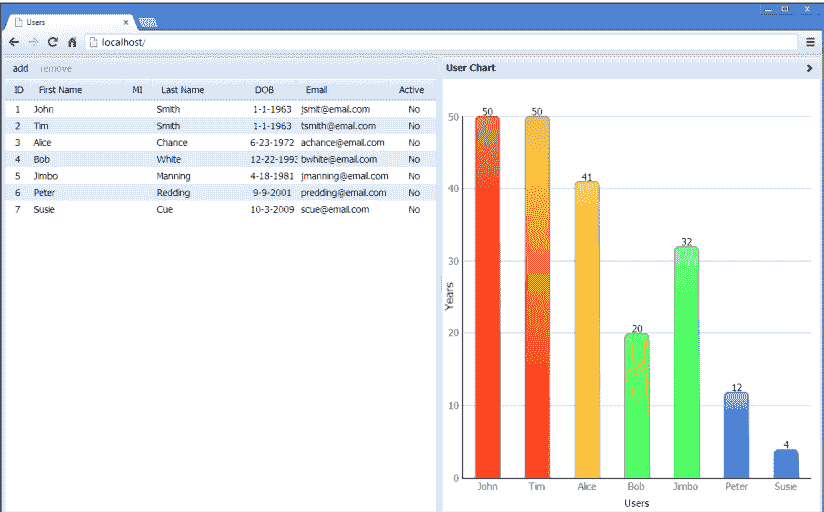 Users
localhost/
add remove
ID First Name MI Last Name DOB Email Active
1 John Smith 1-1-1963 jsmit@email.com No
2 Tim Smith 1-1-1963 tsmith@email.com No
3 Alice Chance 6-23-1972 achance@email.com No
4 Bob White 12-22-1993 bwhite@email.com No
5 Jimbo Manning 4-18-1981 jmanning@email.com No
6 Peter Redding 9-9-2001 predding@email.com No
7 Susie Cue 10-3-2009 scue@email.com No
User Chart
50 50 41 20 32 12 4
50
40
30
20
10
0
Years
John Tim Alice Bob Jimbo Peter Susie
Users